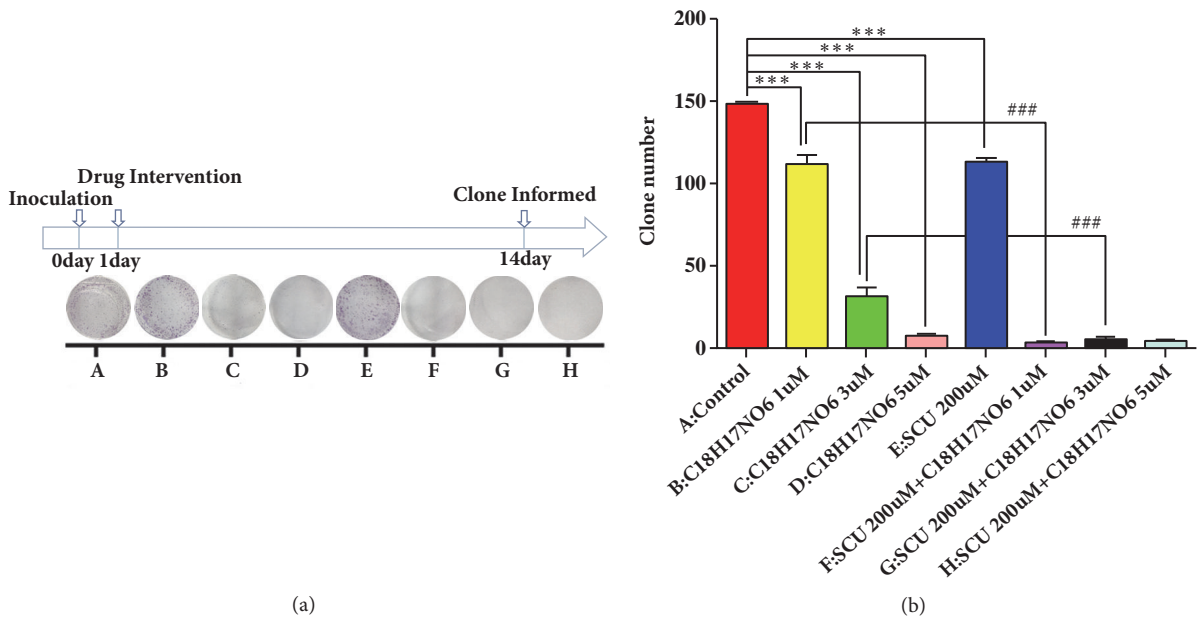 Drug Intervention
Inoculation
Clone Informed
0day 1day
14day
A B C D E F G H
(a)
200
150
100
50
0
Clone number
***
***
***
***
###
###
A:Control
B:C18H17NO6 1uM
C:C18H17NO6 3uM
D:C18H17NO6 5uM
E:SCU 200uM
F:SCU 200uM+C18H17NO6 1uM
G:SCU 200uM+C18H17NO6 3uM
H:SCU 200uM+C18H17NO6 5uM
(b)